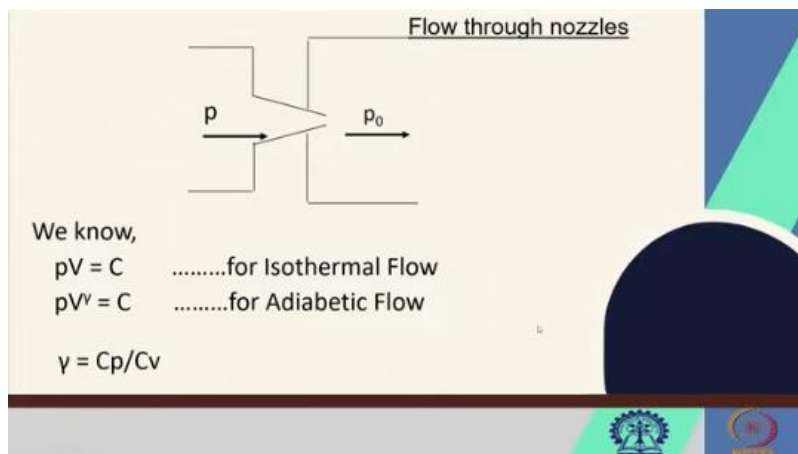 Flow through nozzles
p
p₀
We know,
pV = C .........for Isothermal Flow
pVᵞ = C .........for Adiabetic Flow
γ = Cp/Cv